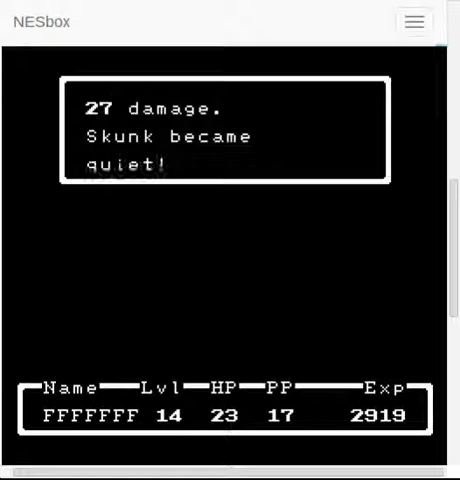 NESbox
27 damage.
Skunk became
quiet!
Name Lvl HP PP Exp
FFFFFFF 14 23 17 2919